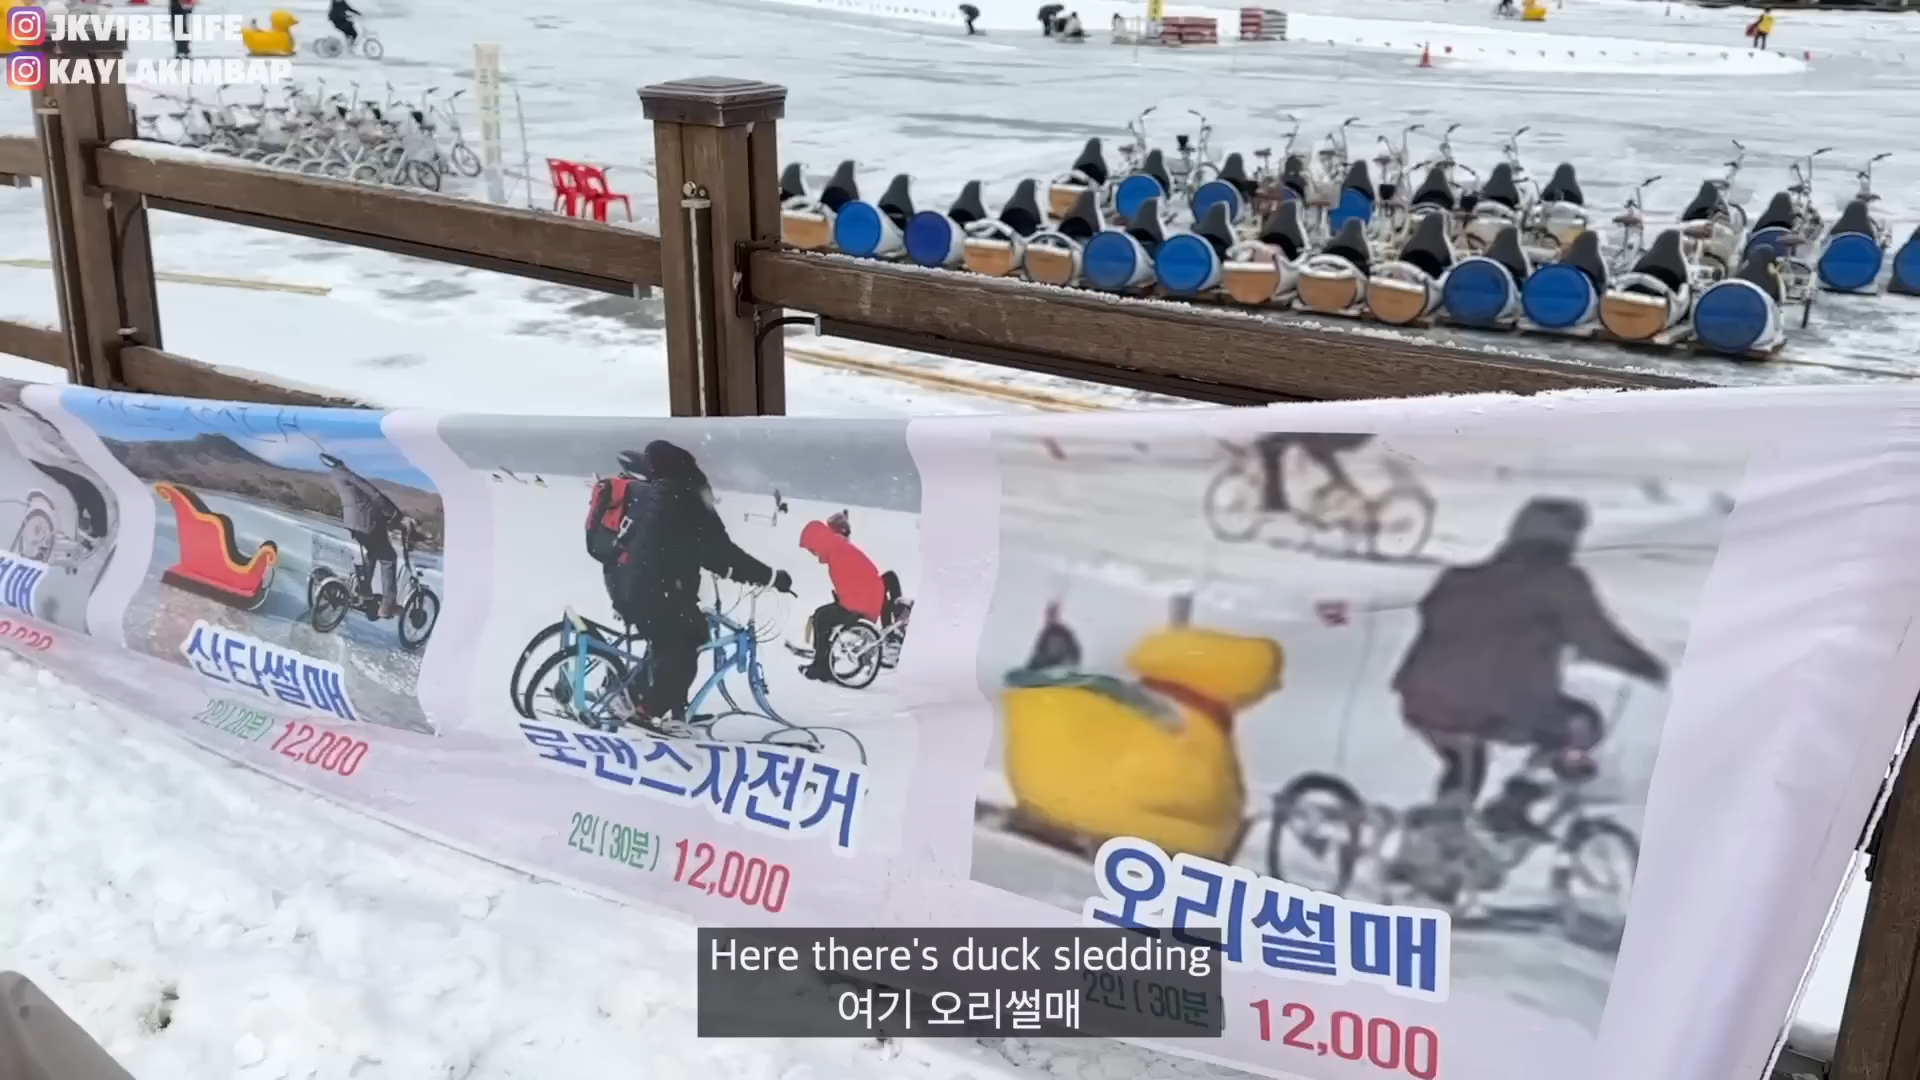 JKVIBELIFE
KAYLAKIMBAP
산타썰매
2인(20분) 12,000
로맨스자전거
2인(30분) 12,000
오리썰매
2인(30분) 12,000
Here there's duck sledding
여기 오리썰매